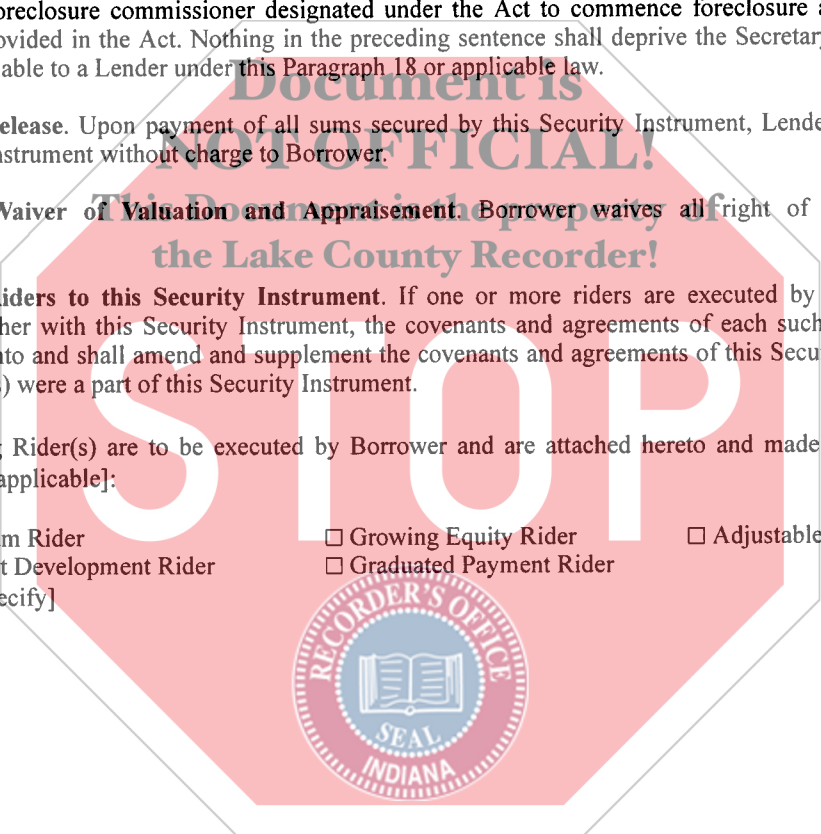 oreclosure commissioner designated under the Act to commence foreclosure a
ovided in the Act. Nothing in the preceding sentence shall deprive the Secretary
able to a Lender under this Paragraph 18 or applicable law.
Document is
elease. Upon payment of all sums secured by this Security Instrument, Lende
NOT OFFICIAL!
nstrument without charge to Borrower.
This Document is the property of
Waiver of Valuation and Appraisement. Borrower waives all right of
the Lake County Recorder!
iders to this Security Instrument. If one or more riders are executed by
her with this Security Instrument, the covenants and agreements of each such
nto and shall amend and supplement the covenants and agreements of this Secu
) were a part of this Security Instrument.
STOP
Rider(s) are to be executed by Borrower and are attached hereto and made
applicable]:
m Rider ☐ Growing Equity Rider ☐ Adjustable
t Development Rider ☐ Graduated Payment Rider
ecify]
RECORDER'S OFFICE
SEAL
INDIANA